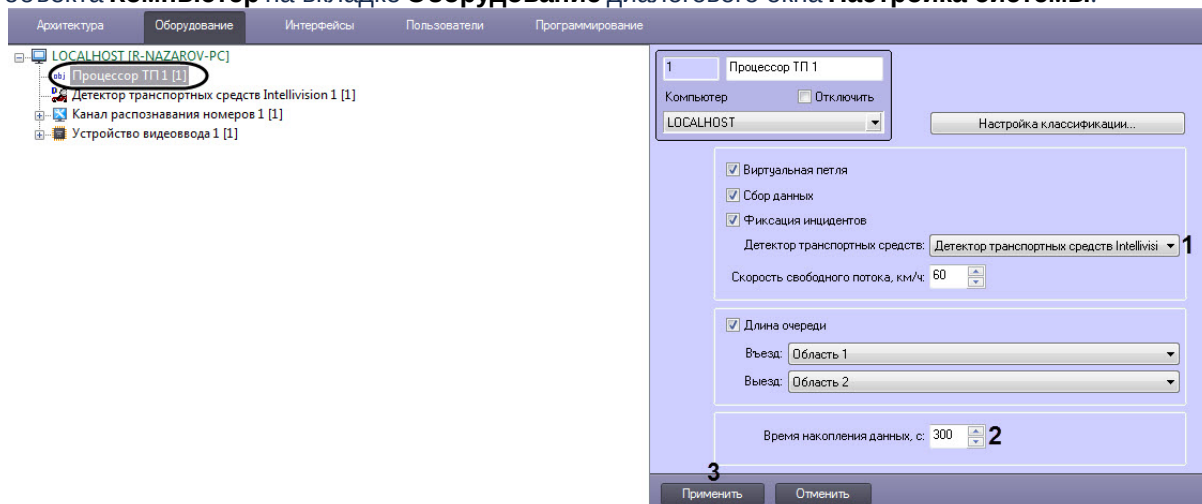 объекта Компьютер на вкладке Оборудование диалогового окна Настройка системы.
Архитектура Оборудование Интерфейсы Пользователи Программирование
LOCALHOST [R-NAZAROV-PC]
obj Процессор ТП 1 [1]
Детектор транспортных средств Intellivision 1 [1]
Канал распознавания номеров 1 [1]
Устройство видеоввода 1 [1]
1 Процессор ТП 1
Компьютер Отключить
LOCALHOST Настройка классификации...
Виртуальная петля
Сбор данных
Фиксация инцидентов
Детектор транспортных средств: Детектор транспортных средств Intellivisi 1
Скорость свободного потока, км/ч: 60
Длина очереди
Въезд: Область 1
Выезд: Область 2
Время накопления данных, с: 300 2
3
Применить Отменить